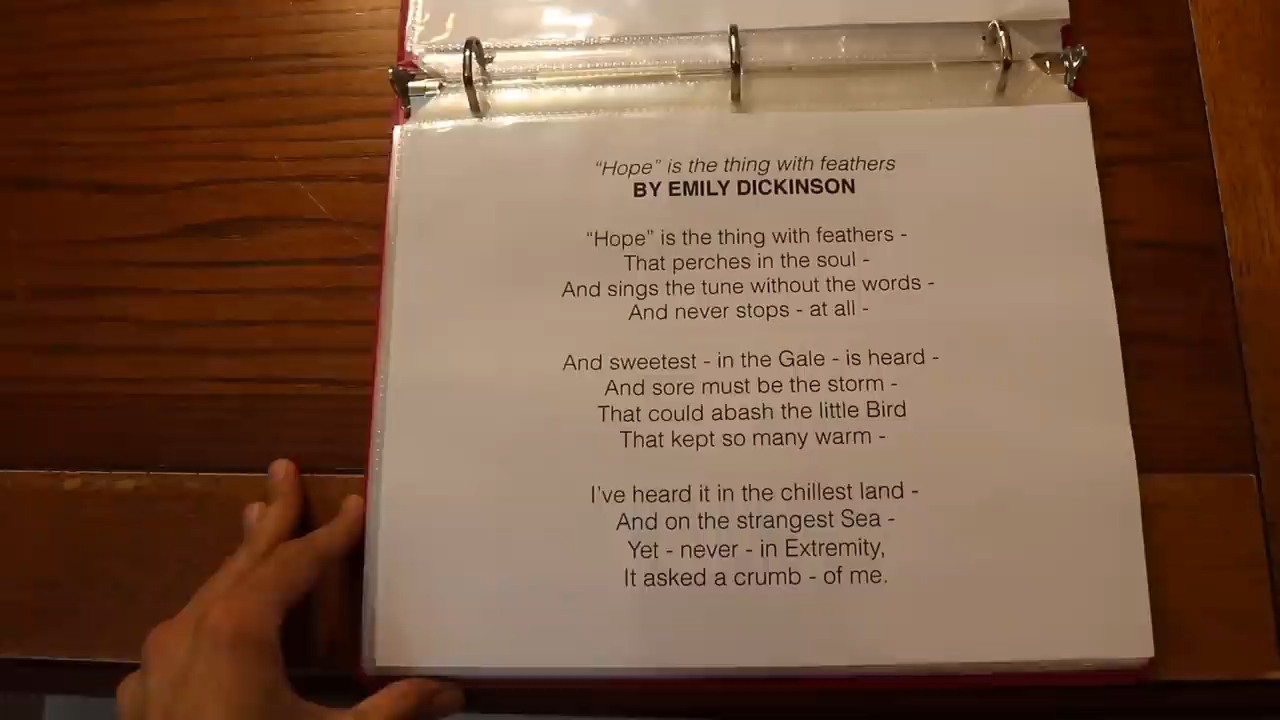 “Hope” is the thing with feathers
BY EMILY DICKINSON
“Hope” is the thing with feathers -
That perches in the soul -
And sings the tune without the words -
And never stops - at all -
And sweetest - in the Gale - is heard -
And sore must be the storm -
That could abash the little Bird
That kept so many warm -
I’ve heard it in the chillest land -
And on the strangest Sea -
Yet - never - in Extremity,
It asked a crumb - of me.